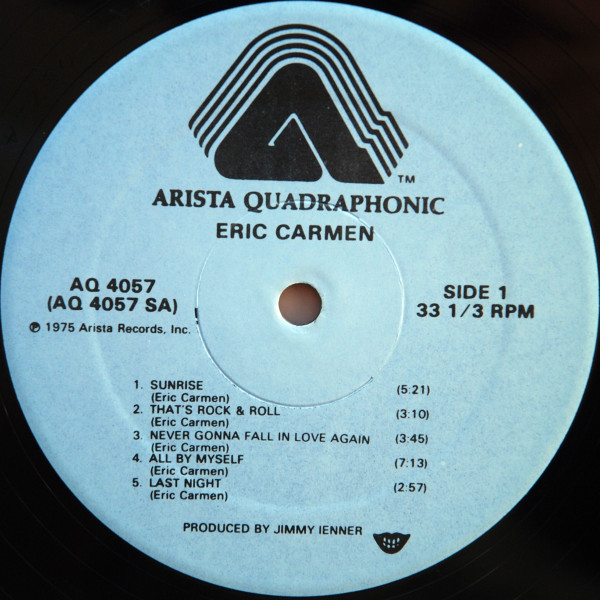 ™
ARISTA QUADRAPHONIC
ERIC CARMEN
AQ 4057
(AQ 4057 SA)
℗ 1975 Arista Records, Inc.
SIDE 1
33 1/3 RPM
1. SUNRISE (5:21)
(Eric Carmen)
2. THAT'S ROCK & ROLL (3:10)
(Eric Carmen)
3. NEVER GONNA FALL IN LOVE AGAIN (3:45)
(Eric Carmen)
4. ALL BY MYSELF (7:13)
(Eric Carmen)
5. LAST NIGHT (2:57)
(Eric Carmen)
PRODUCED BY JIMMY IENNER